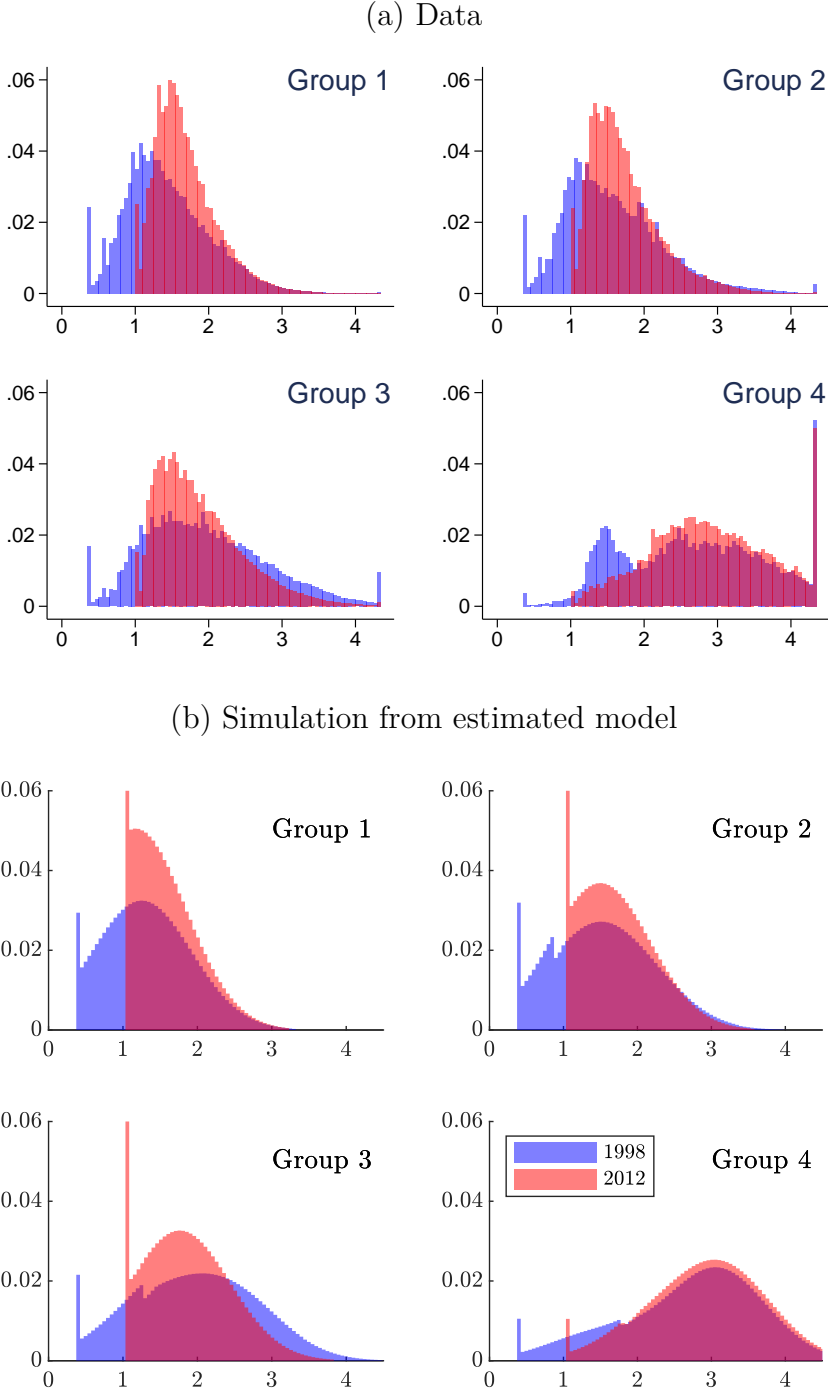 (a) Data
Group 1
.06
.04
.02
0
0 1 2 3 4
Group 2
.06
.04
.02
0
0 1 2 3 4
Group 3
.06
.04
.02
0
0 1 2 3 4
Group 4
.06
.04
.02
0
0 1 2 3 4
(b) Simulation from estimated model
0.06
Group 1
0.04
0.02
0
0 1 2 3 4
0.06
Group 2
0.04
0.02
0
0 1 2 3 4
0.06
Group 3
0.04
0.02
0
0 1 2 3 4
0.06
1998
Group 4
2012
0.04
0.02
0
0 1 2 3 4